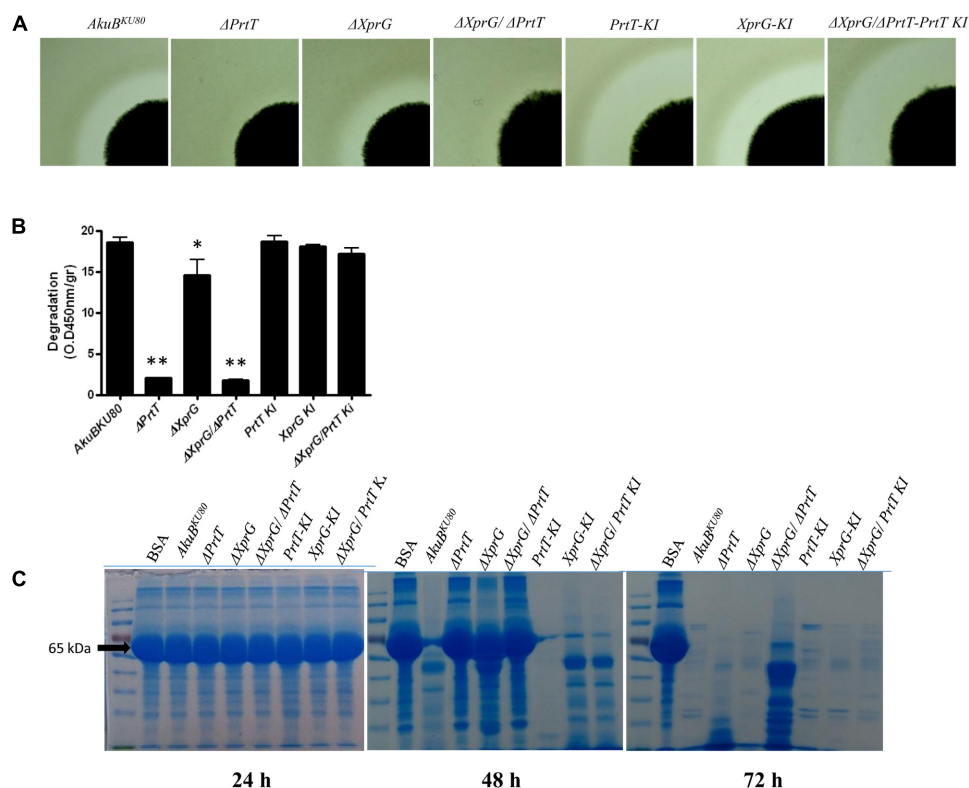 A
AkuB^KU80 ΔPrtT ΔXprG ΔXprG/ ΔPrtT PrtT-KI XprG-KI ΔXprG/ΔPrtT-PrtT KI
B
Degradation
(O.D450nm/gr)
20
15
10
5
0
** * **
AkuBKU80 ΔPrtT ΔXprG ΔXprG/ΔPrtT PrtT KI XprG KI ΔXprG/PrtT Ki
C
BSA AkuB^KU80 ΔPrtT ΔXprG ΔXprG/ ΔPrtT PrtT-KI XprG-KI ΔXprG/ PrtT KI
BSA AkuB^KU80 ΔPrtT ΔXprG ΔXprG/ ΔPrtT PrtT-KI XprG-KI ΔXprG/ PrtT KI
BSA AkuB^KU80 ΔPrtT ΔXprG ΔXprG/ ΔPrtT PrtT-KI XprG-KI ΔXprG/ PrtT KI
65 kDa
24 h 48 h 72 h